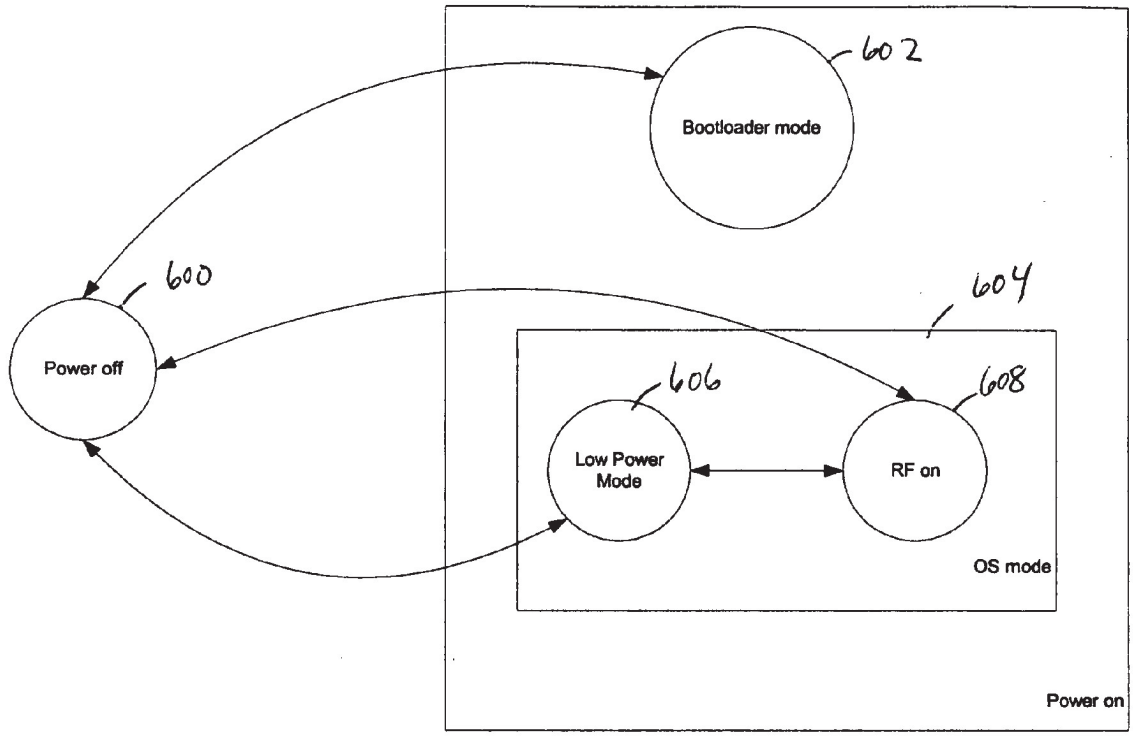 602
Bootloader mode
600
604
Power off
606
608
Low Power
Mode
RF on
OS mode
Power on